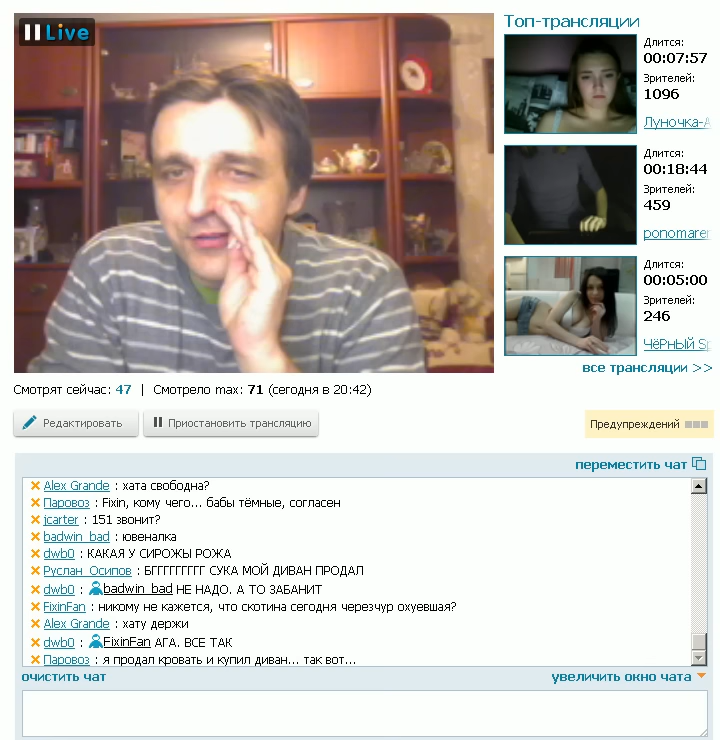 Live
Топ-трансляции
Длится:
00:07:57
Зрителей:
1096
Луночка-А
Длится:
00:18:44
Зрителей:
459
ponomarer
Длится:
00:05:00
Зрителей:
246
ЧёРНЫЙ Sp
все трансляции >>
Смотрят сейчас: 47 | Смотрело max: 71 (сегодня в 20:42)
Редактировать
Приостановить трансляцию
Предупреждений
переместить чат
Alex Grande : хата свободна?
Паровоз : Fixin, кому чего... бабы тёмные, согласен
jcarter : 151 звонит?
badwin_bad : ювеналка
dwb0 : КАКАЯ У СИРОЖЫ РОЖА
Руслан_Осипов : БГГГГГГГГГ СУКА МОЙ ДИВАН ПРОДАЛ
dwb0 : badwin_bad НЕ НАДО. А ТО ЗАБАНИТ
FixinFan : никому не кажется, что скотина сегодня черезчур охуевшая?
Alex Grande : хату держи
dwb0 : FixinFan АГА. ВСЕ ТАК
Паровоз : я продал кровать и купил диван... так вот...
очистить чат
увеличить окно чата